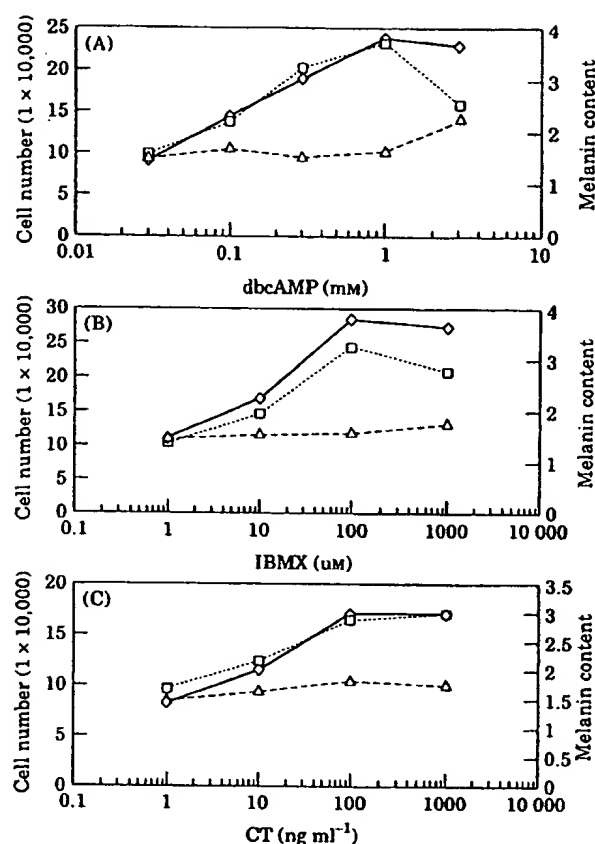 (A)
Cell number (1 × 10,000)
25
20
15
10
5
0
4
3
2
1
0
Melanin content
0.01 0.1 1 10
dbcAMP (mM)
(B)
Cell number (1 × 10,000)
30
25
20
15
10
5
0
4
3
2
1
0
Melanin content
0.1 1 10 100 1000 10 000
IBMX (uM)
(C)
Cell number (1 × 10,000)
20
15
10
5
0
3.5
3
2.5
2
1.5
1
0.5
0
Melanin content
0.1 1 10 100 1000 10 000
CT (ng ml⁻¹)